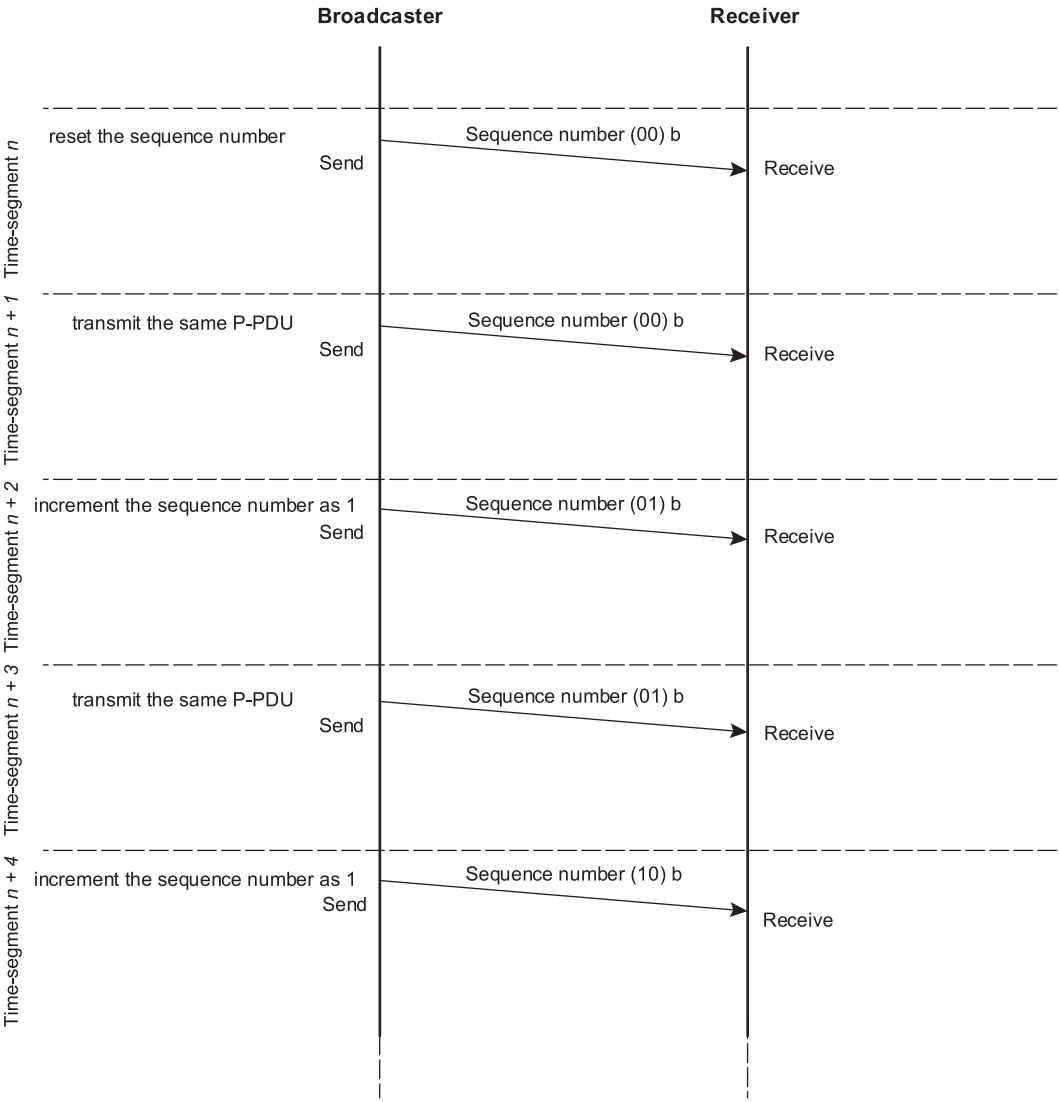 Broadcaster
Receiver
Time-segment n
reset the sequence number
Sequence number (00) b
Send
Receive
Time-segment n + 1
transmit the same P-PDU
Sequence number (00) b
Send
Receive
Time-segment n + 2
increment the sequence number as 1
Sequence number (01) b
Send
Receive
Time-segment n + 3
transmit the same P-PDU
Sequence number (01) b
Send
Receive
Time-segment n + 4
increment the sequence number as 1
Sequence number (10) b
Send
Receive